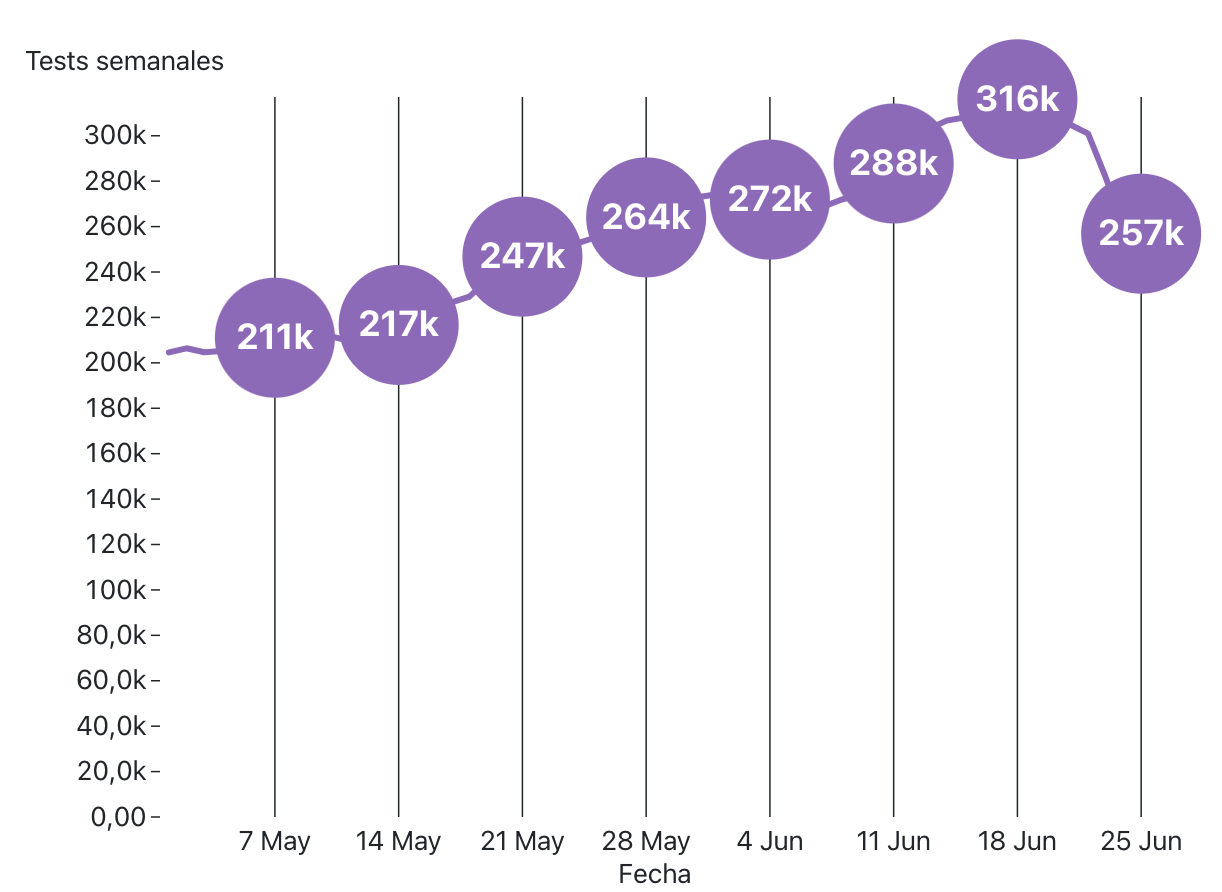 Tests semanales
300k
280k
260k
240k
220k
200k
180k
160k
140k
120k
100k
80,0k
60,0k
40,0k
20,0k
0,00
211k
217k
247k
264k
272k
288k
316k
257k
7 May
14 May
21 May
28 May
4 Jun
11 Jun
18 Jun
25 Jun
Fecha